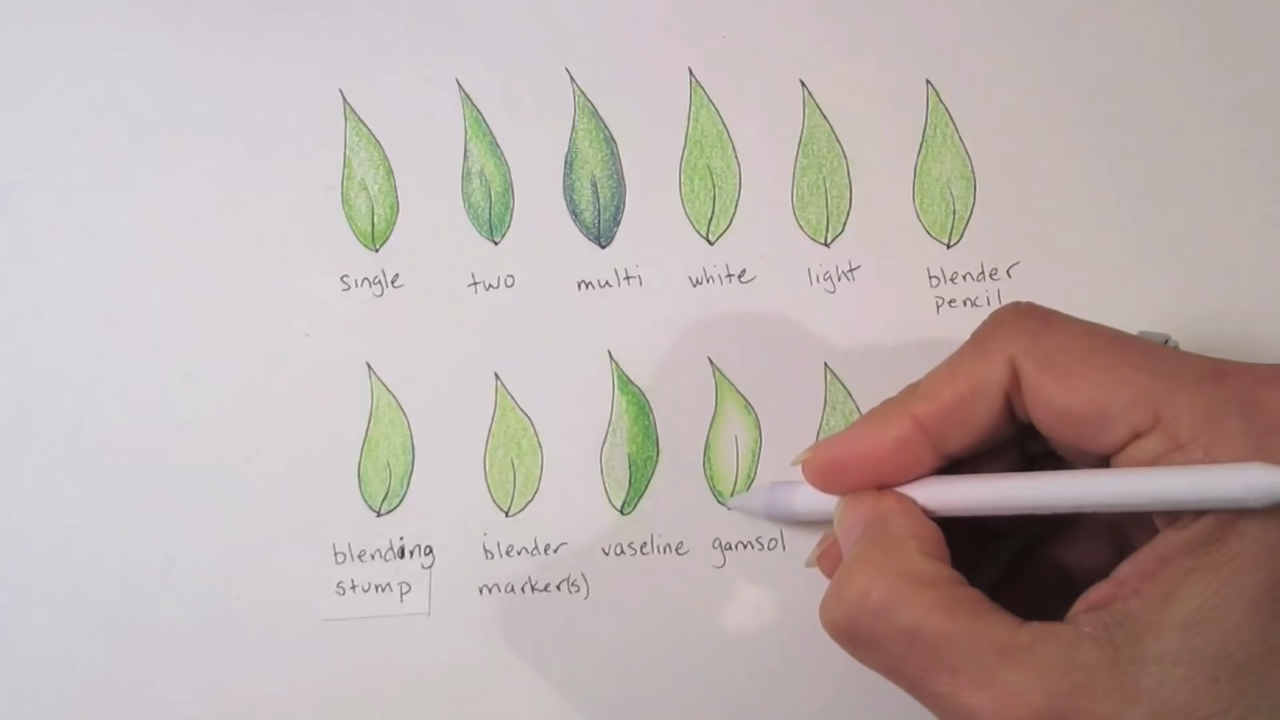 single two multi white light blender
pencil
blending blender vaseline gamsol
stump marker(s)